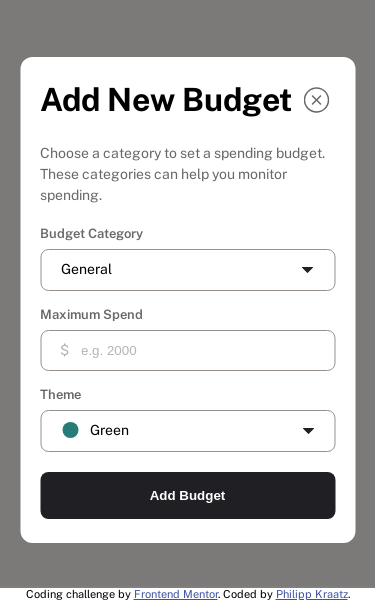 Add New Budget
Choose a category to set a spending budget.
These categories can help you monitor
spending.
Budget Category
General
Maximum Spend
$ e.g. 2000
Theme
Green
Add Budget
Coding challenge by Frontend Mentor. Coded by Philipp Kraatz.